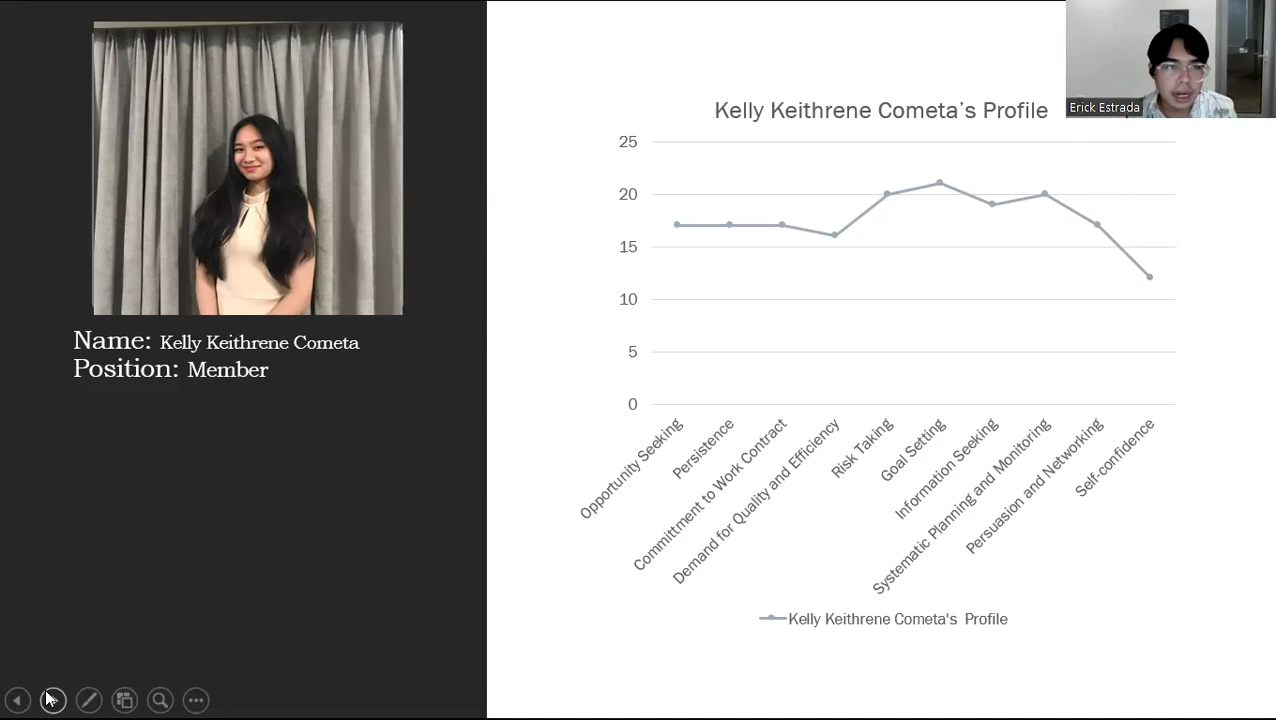 Erick Estrada
Name: Kelly Keithrene Cometa
Position: Member
Kelly Keithrene Cometa's Profile
25
20
15
10
5
0
Opportunity Seeking
Persistence
Committment to Work Contract
Demand for Quality and Efficiency
Risk Taking
Goal Setting
Information Seeking
Systematic Planning and Monitoring
Persuasion and Networking
Self-confidence
Kelly Keithrene Cometa's Profile